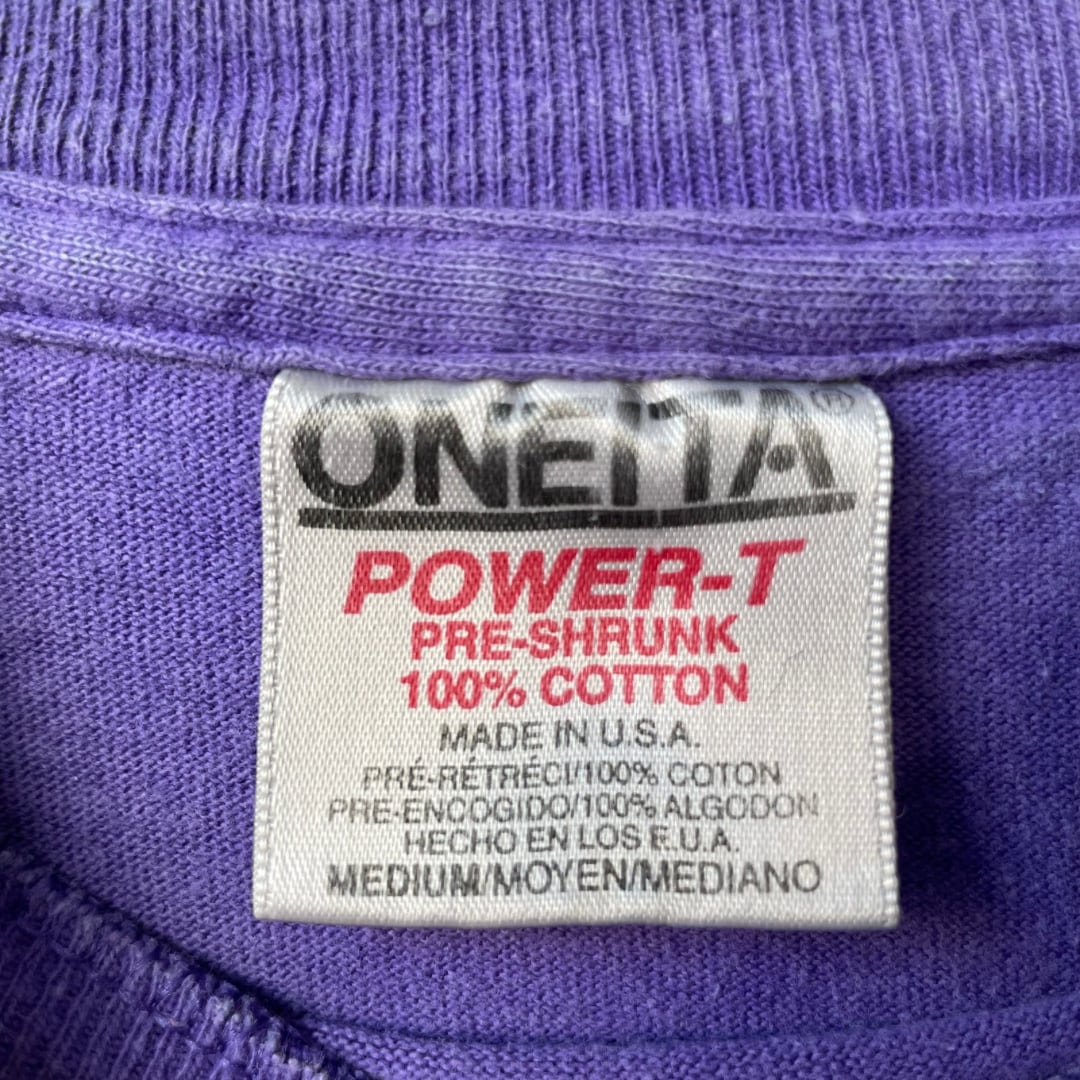 ONEITA®
POWER-T
PRE-SHRUNK
100% COTTON
MADE IN U.S.A.
PRÉ-RÉTRÉCI/100% COTON
PRE-ENCOGIDO/100% ALGODON
HECHO EN LOS E.U.A.
MEDIUM/MOYEN/MEDIANO